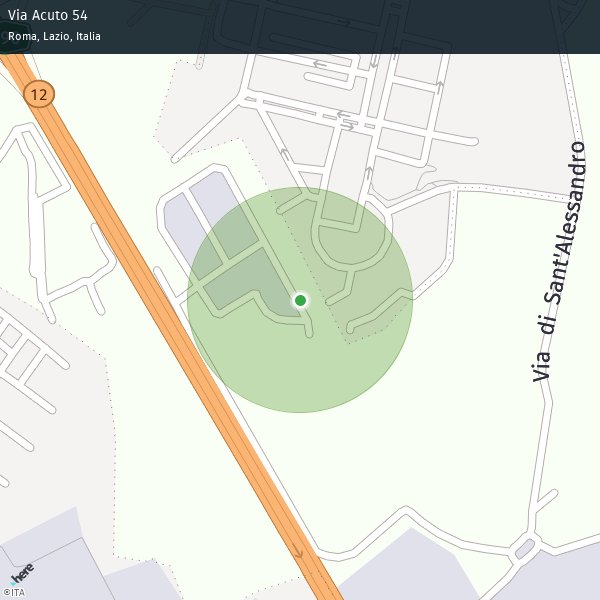 Via Acuto 54
Roma, Lazio, Italia
12
Via di Sant'Alessandro
here
©ITA